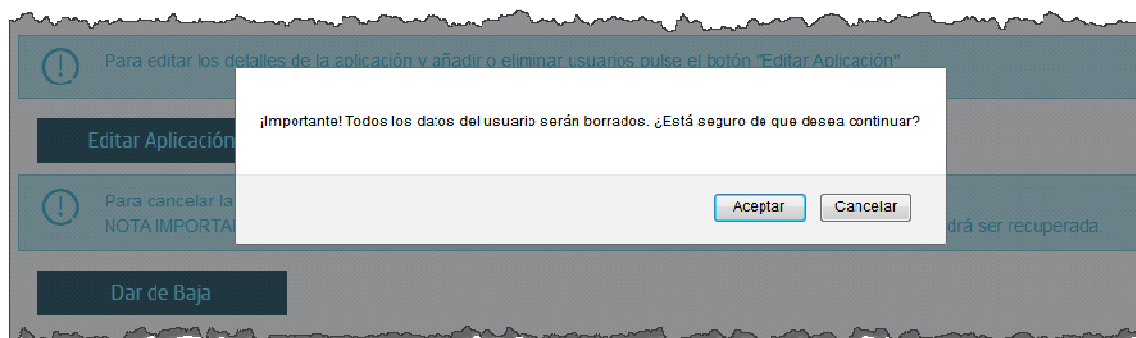 Para editar los detalles de la aplicación y añadir o eliminar usuarios pulse el botón "Editar Aplicación"
¡Importante! Todos los datos del usuario serán borrados. ¿Está seguro de que desea continuar?
Editar Aplicación
Para cancelar la
NOTA IMPORTA drá ser recuperada.
Aceptar Cancelar
Dar de Baja